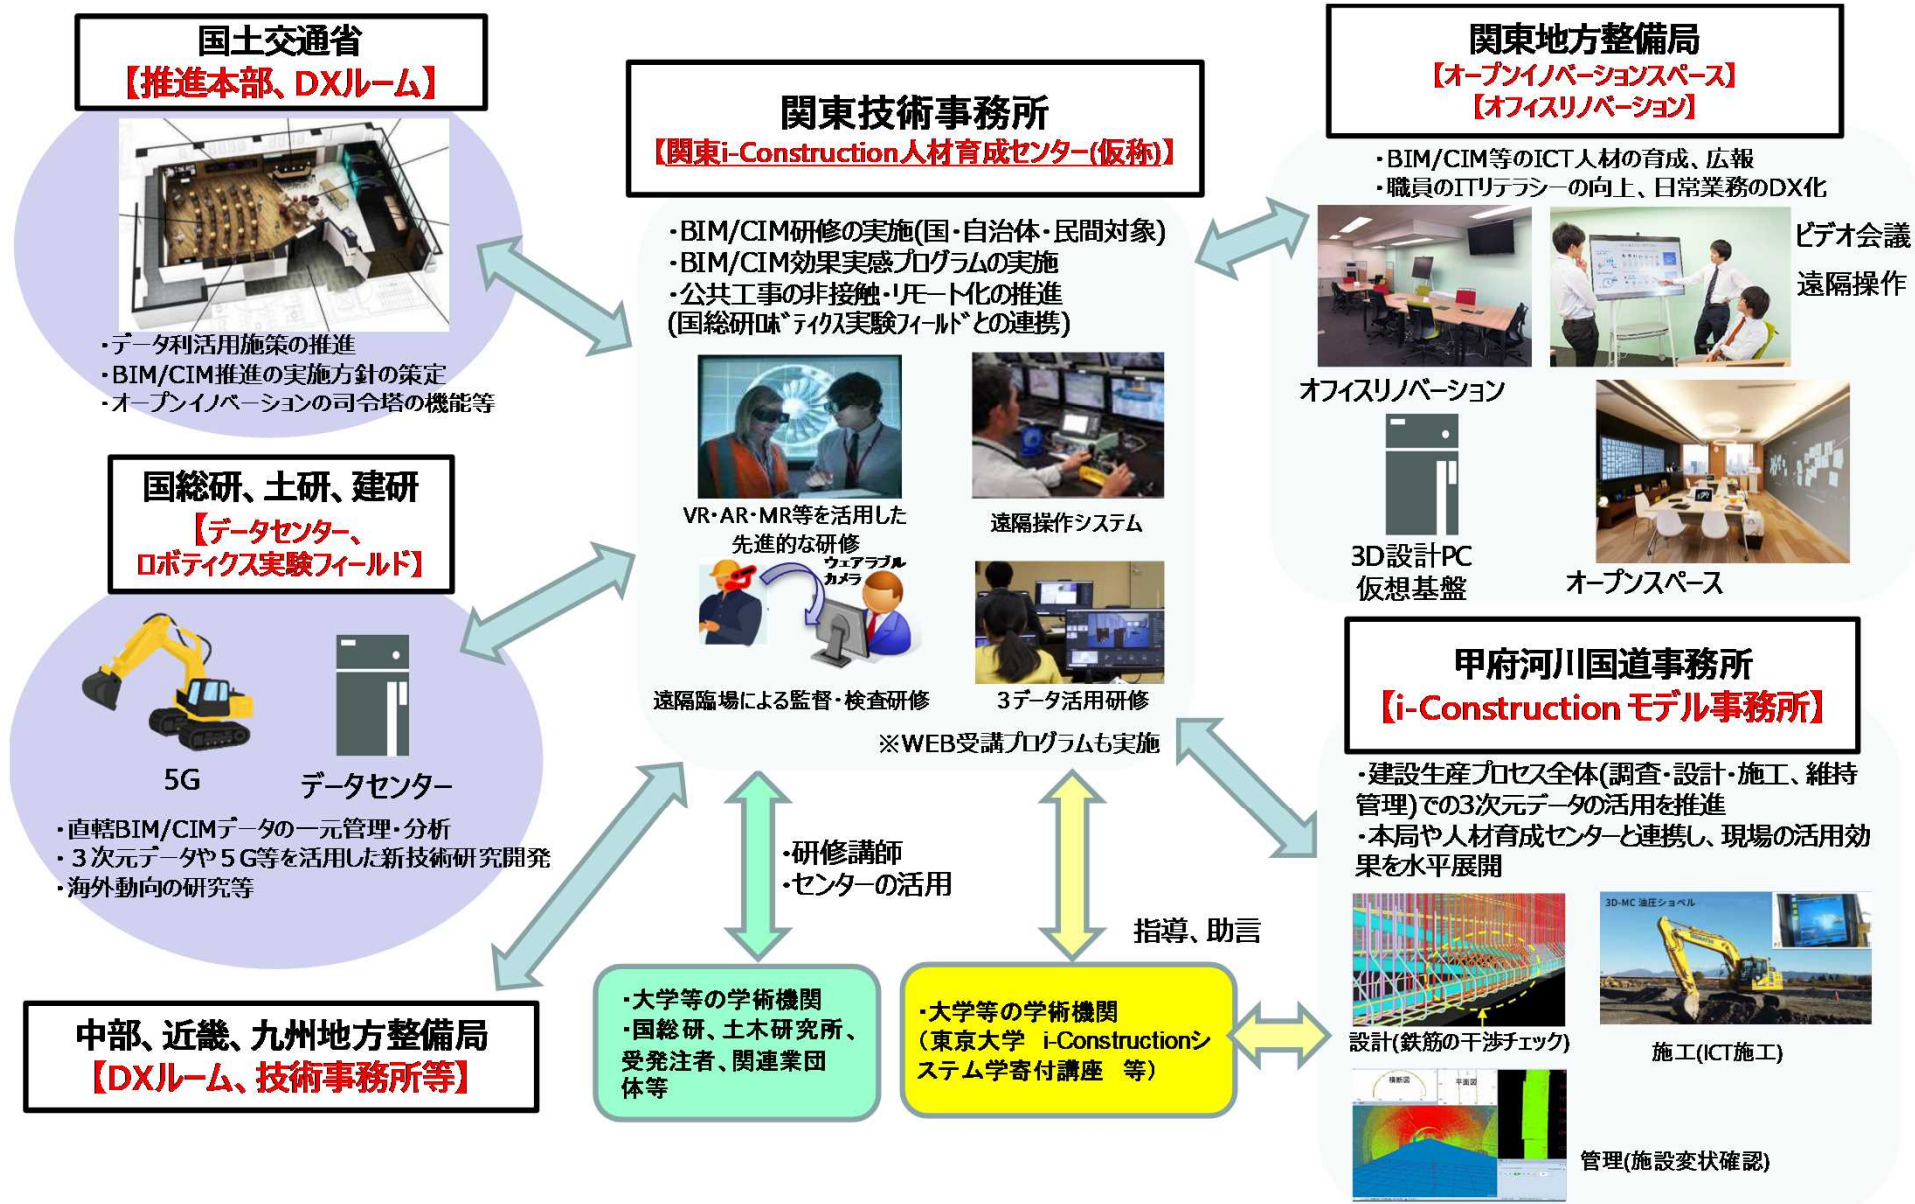 国土交通省
【推進本部、DXルーム】
・データ利活用施策の推進
・BIM/CIM推進の実施方針の策定
・オープンイノベーションの司令塔の機能等
国総研、土研、建研
【データセンター、
ロボティクス実験フィールド】
5G
データセンター
・直轄BIM/CIMデータの一元管理・分析
・３次元データや５G等を活用した新技術研究開発
・海外動向の研究等
中部、近畿、九州地方整備局
【DXルーム、技術事務所等】
関東技術事務所
【関東i-Construction人材育成センター(仮称)】
・BIM/CIM研修の実施(国・自治体・民間対象)
・BIM/CIM効果実感プログラムの実施
・公共工事の非接触・リモート化の推進
(国総研ﾛﾎﾞﾃｨｸｽ実験ﾌｨｰﾙﾄﾞとの連携)
VR・AR・MR等を活用した
先進的な研修
遠隔操作システム
ウェアラブル
カメラ
遠隔臨場による監督・検査研修
３データ活用研修
※WEB受講プログラムも実施
・研修講師
・センターの活用
指導、助言
・大学等の学術機関
・国総研、土木研究所、
受発注者、関連業団
体等
・大学等の学術機関
（東京大学　i-Constructionシ
ステム学寄付講座　等）
関東地方整備局
【オープンイノベーションスペース】
【オフィスリノベーション】
・BIM/CIM等のICT人材の育成、広報
・職員のITリテラシーの向上、日常業務のDX化
ビデオ会議
遠隔操作
オフィスリノベーション
3D設計PC
仮想基盤
オープンスペース
甲府河川国道事務所
【i-Construction モデル事務所】
・建設生産プロセス全体(調査・設計・施工、維持
管理)での3次元データの活用を推進
・本局や人材育成センターと連携し、現場の活用効
果を水平展開
3D-MC 油圧ショベル
設計(鉄筋の干渉チェック)
施工(ICT施工)
横断図
平面図
管理(施設変状確認)